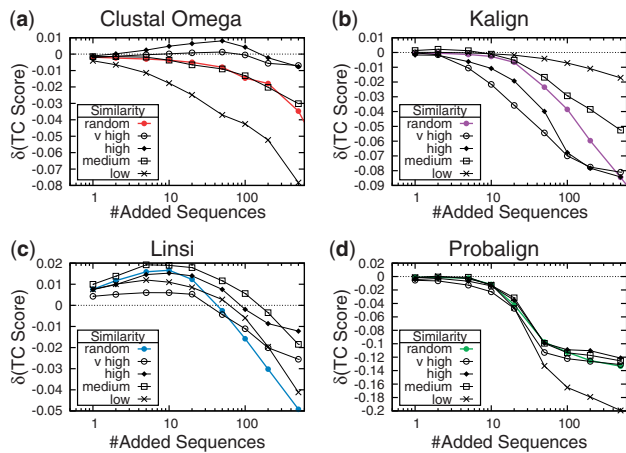 (a) Clustal Omega
δ(TC Score)
0.01
0
-0.01
-0.02
-0.03
-0.04
-0.05
-0.06
-0.07
-0.08
Similarity
random
v high
high
medium
low
1 10 100
#Added Sequences
(b) Kalign
δ(TC Score)
0.01
0
-0.01
-0.02
-0.03
-0.04
-0.05
-0.06
-0.07
-0.08
-0.09
Similarity
random
v high
high
medium
low
1 10 100
#Added Sequences
(c) Linsi
δ(TC Score)
0.02
0.01
0
-0.01
-0.02
-0.03
-0.04
-0.05
Similarity
random
v high
high
medium
low
1 10 100
#Added Sequences
(d) Probalign
δ(TC Score)
0.02
0
-0.02
-0.04
-0.06
-0.08
-0.1
-0.12
-0.14
-0.16
-0.18
-0.2
Similarity
random
v high
high
medium
low
1 10 100
#Added Sequences